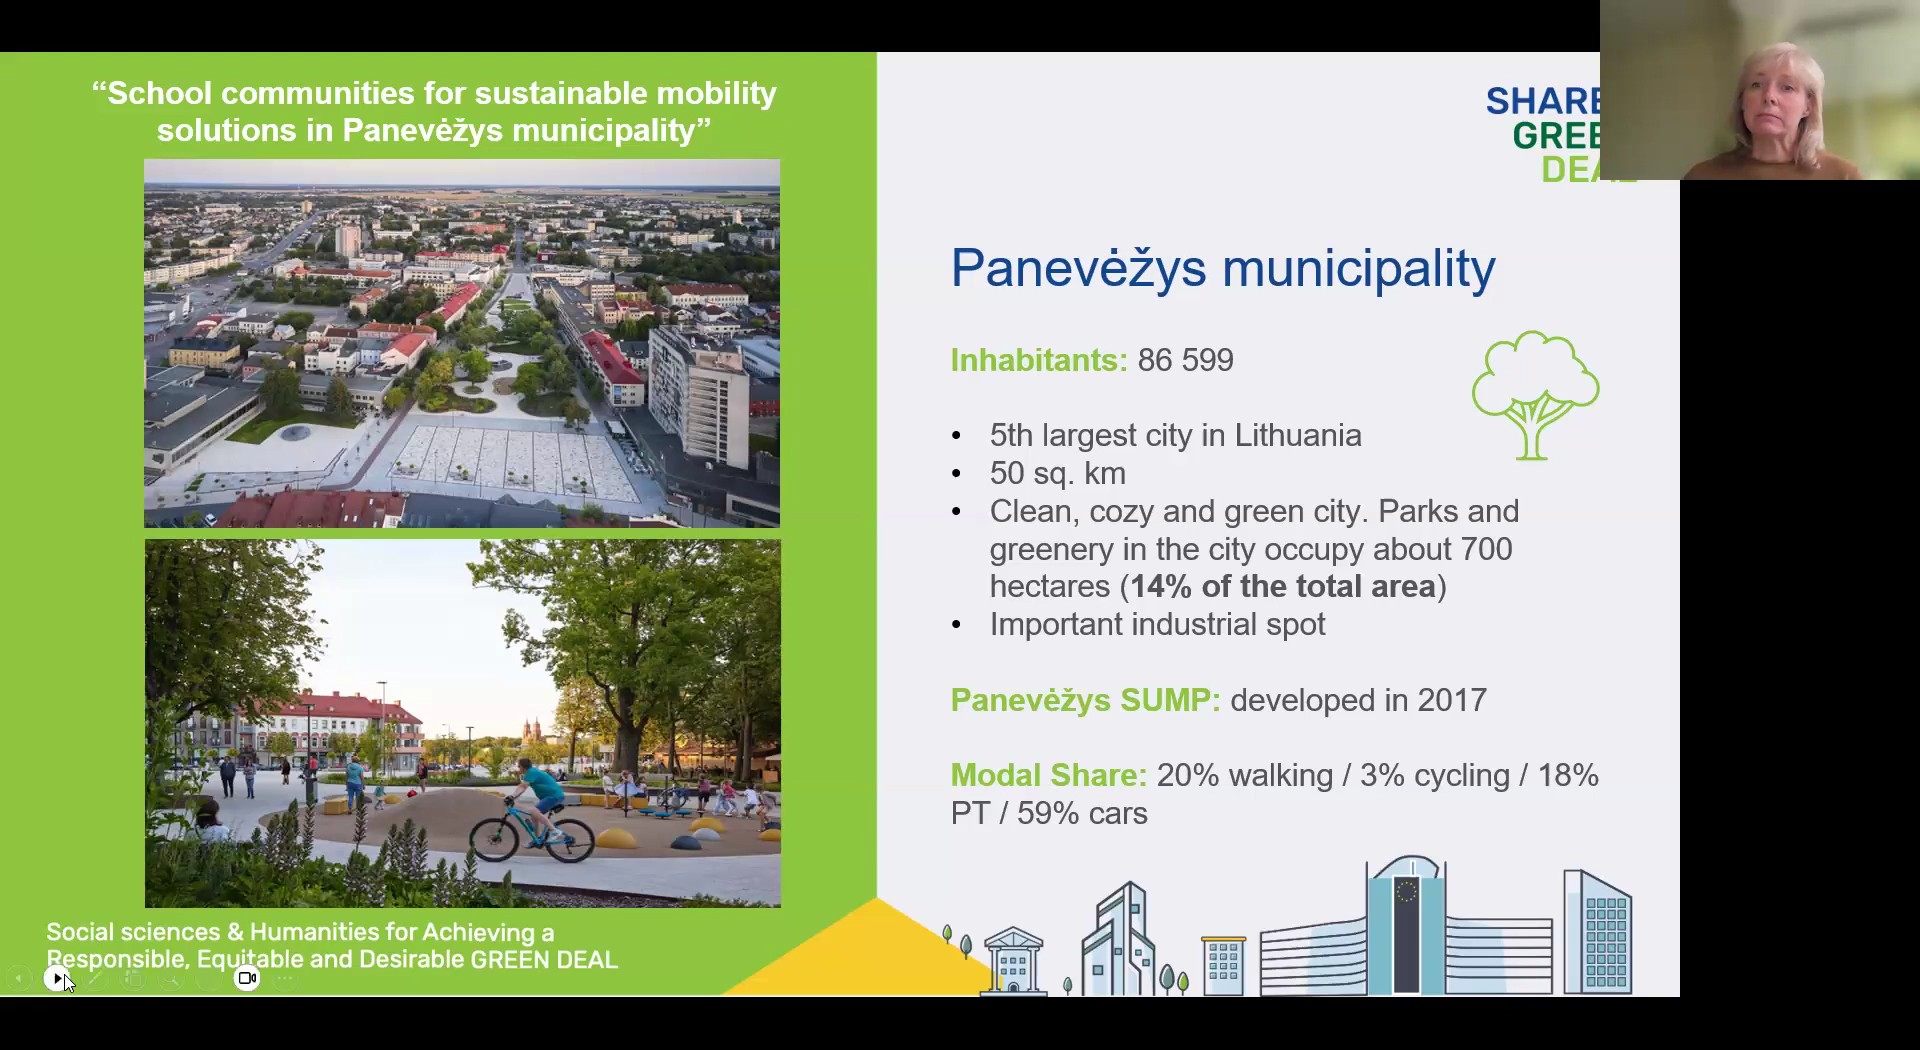 “School communities for sustainable mobility
solutions in Panevėžys municipality”
SHARE
GREE
DEAL
Panevėžys municipality
Inhabitants: 86 599
• 5th largest city in Lithuania
• 50 sq. km
• Clean, cozy and green city. Parks and
greenery in the city occupy about 700
hectares (14% of the total area)
• Important industrial spot
Panevėžys SUMP: developed in 2017
Modal Share: 20% walking / 3% cycling / 18%
PT / 59% cars
Social sciences & Humanities for Achieving a
Responsible, Equitable and Desirable GREEN DEAL